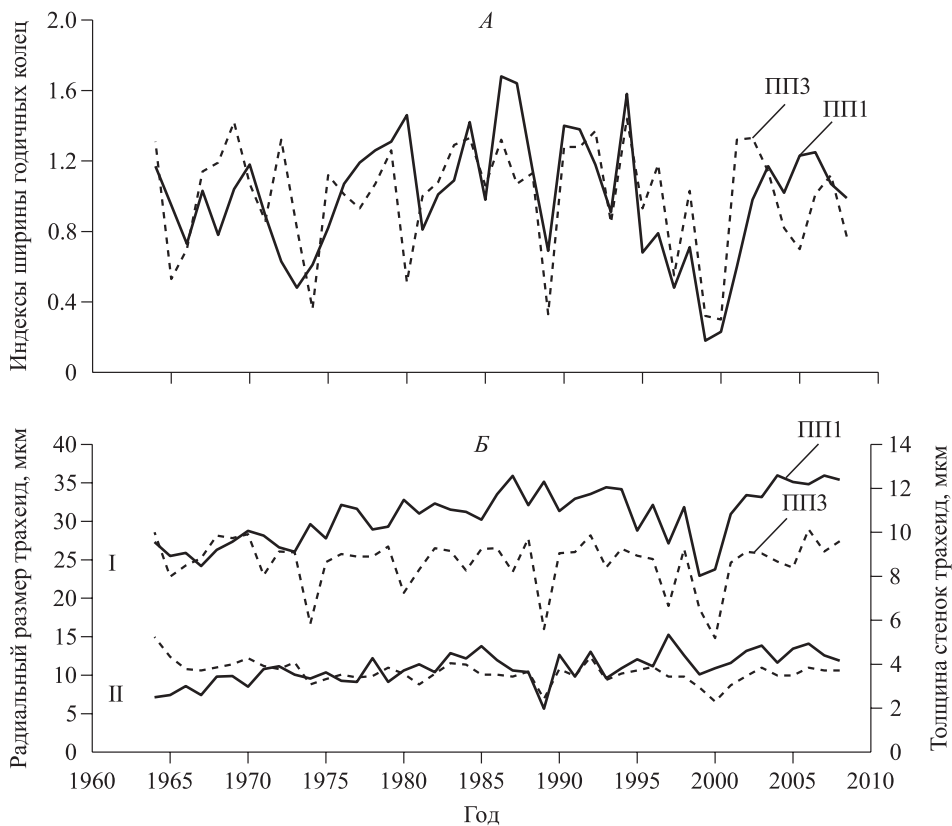 А
2.0
1.6
1.2
0.8
0.4
0
Индексы ширины годичных колец
ПП3
ПП1
Б
40
35
30
25
20
15
10
5
0
Радиальный размер трахеид, мкм
I
II
ПП1
ПП3
14
12
10
8
6
4
2
0
Толщина стенок трахеид, мкм
1960 1965 1970 1975 1980 1985 1990 1995 2000 2005 2010
Год